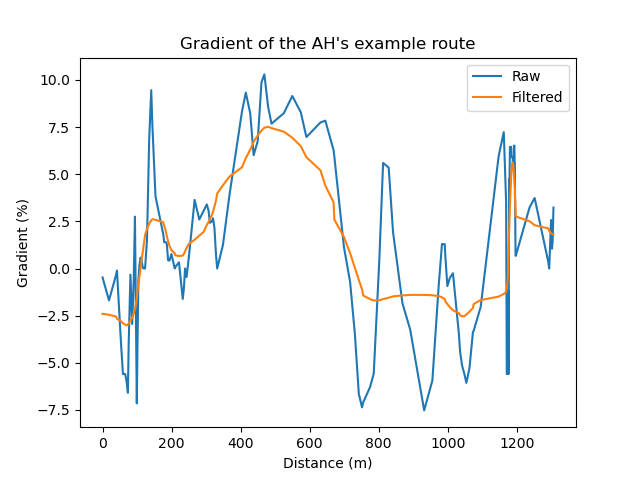 Gradient of the AH's example route
Raw
Filtered
10.0
7.5
5.0
2.5
0.0
−2.5
−5.0
−7.5
Gradient (%)
0 200 400 600 800 1000 1200
Distance (m)